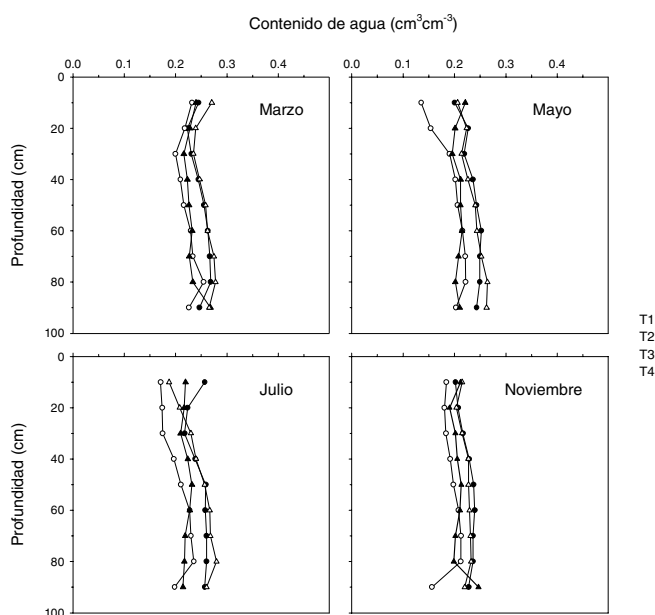 Contenido de agua (cm³cm⁻³)
0.0 0.1 0.2 0.3 0.4
0.0 0.1 0.2 0.3 0.4
0
20
40
60
80
100
Profundidad (cm)
Marzo
Mayo
0
20
40
60
80
100
Profundidad (cm)
Julio
Noviembre
T1
T2
T3
T4